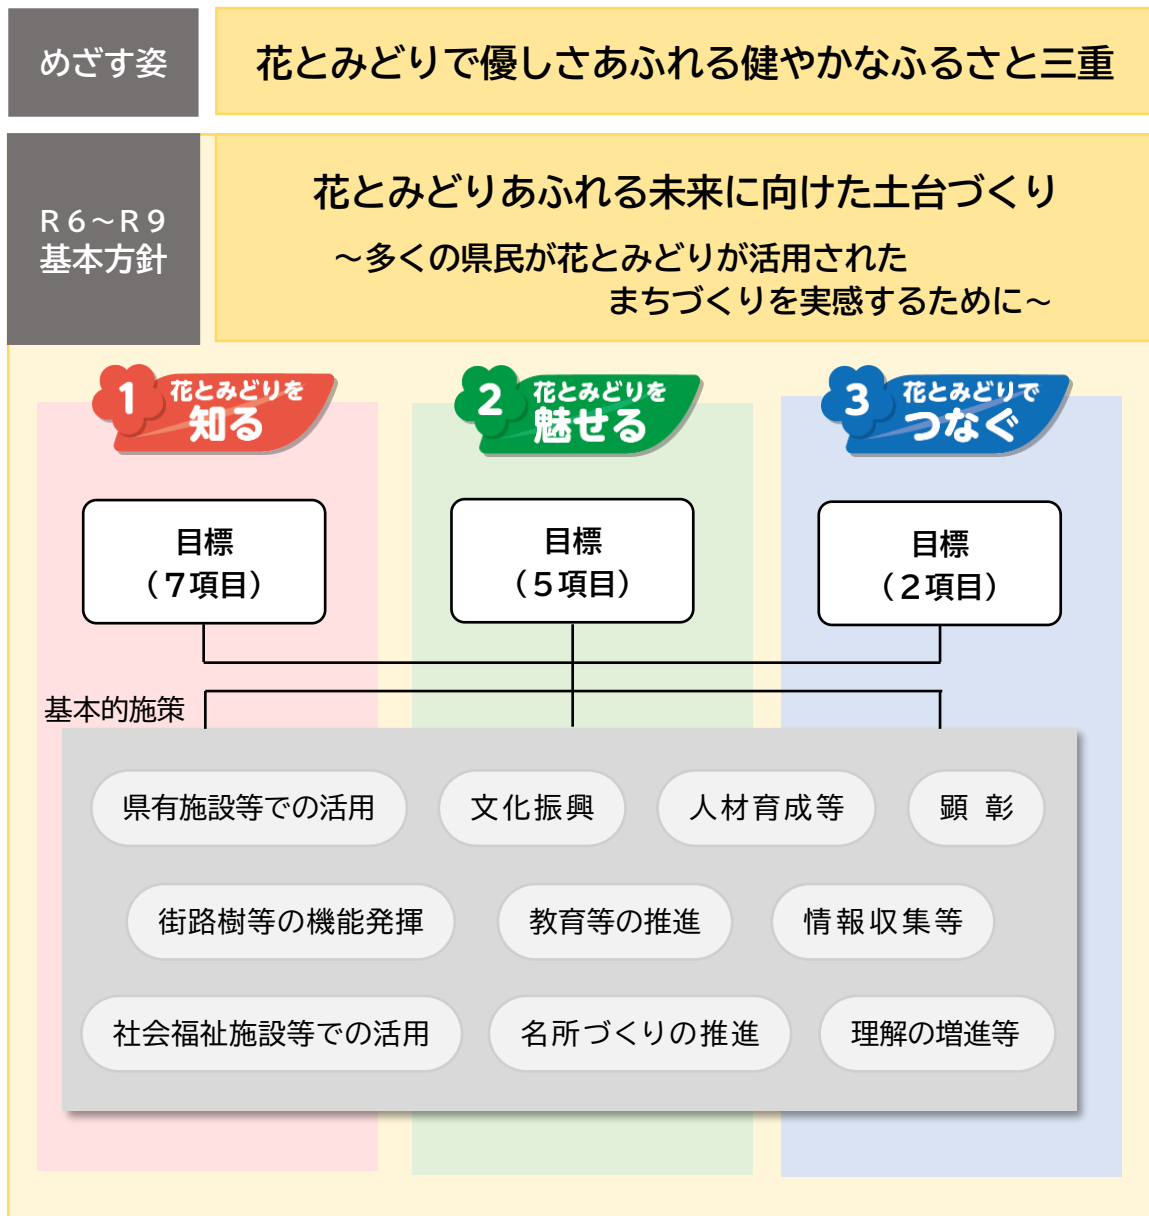 めざす姿
花とみどりで優しさあふれる健やかなふるさと三重
R6～R9
基本方針
花とみどりあふれる未来に向けた土台づくり
～多くの県民が花とみどりが活用された
まちづくりを実感するために～
1 花とみどりを
知る
2 花とみどりを
魅せる
3 花とみどりで
つなぐ
目標
（7項目）
目標
（5項目）
目標
（2項目）
基本的施策
県有施設等での活用
文化振興
人材育成等
顕 彰
街路樹等の機能発揮
教育等の推進
情報収集等
社会福祉施設等での活用
名所づくりの推進
理解の増進等